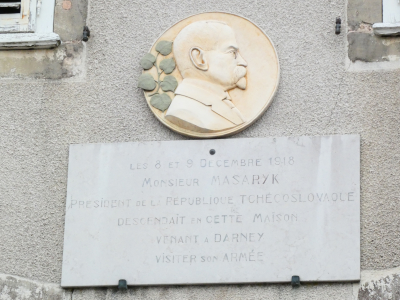 LES 8 ET 9 DÉCEMBRE 1918
MONSIEUR MASARYK
PRÉSIDENT DE LA RÉPUBLIQUE TCHÉCOSLOVAQUE
DESCENDAIT EN CETTE MAISON
VENANT À DARNEY
VISITER SON ARMÉE